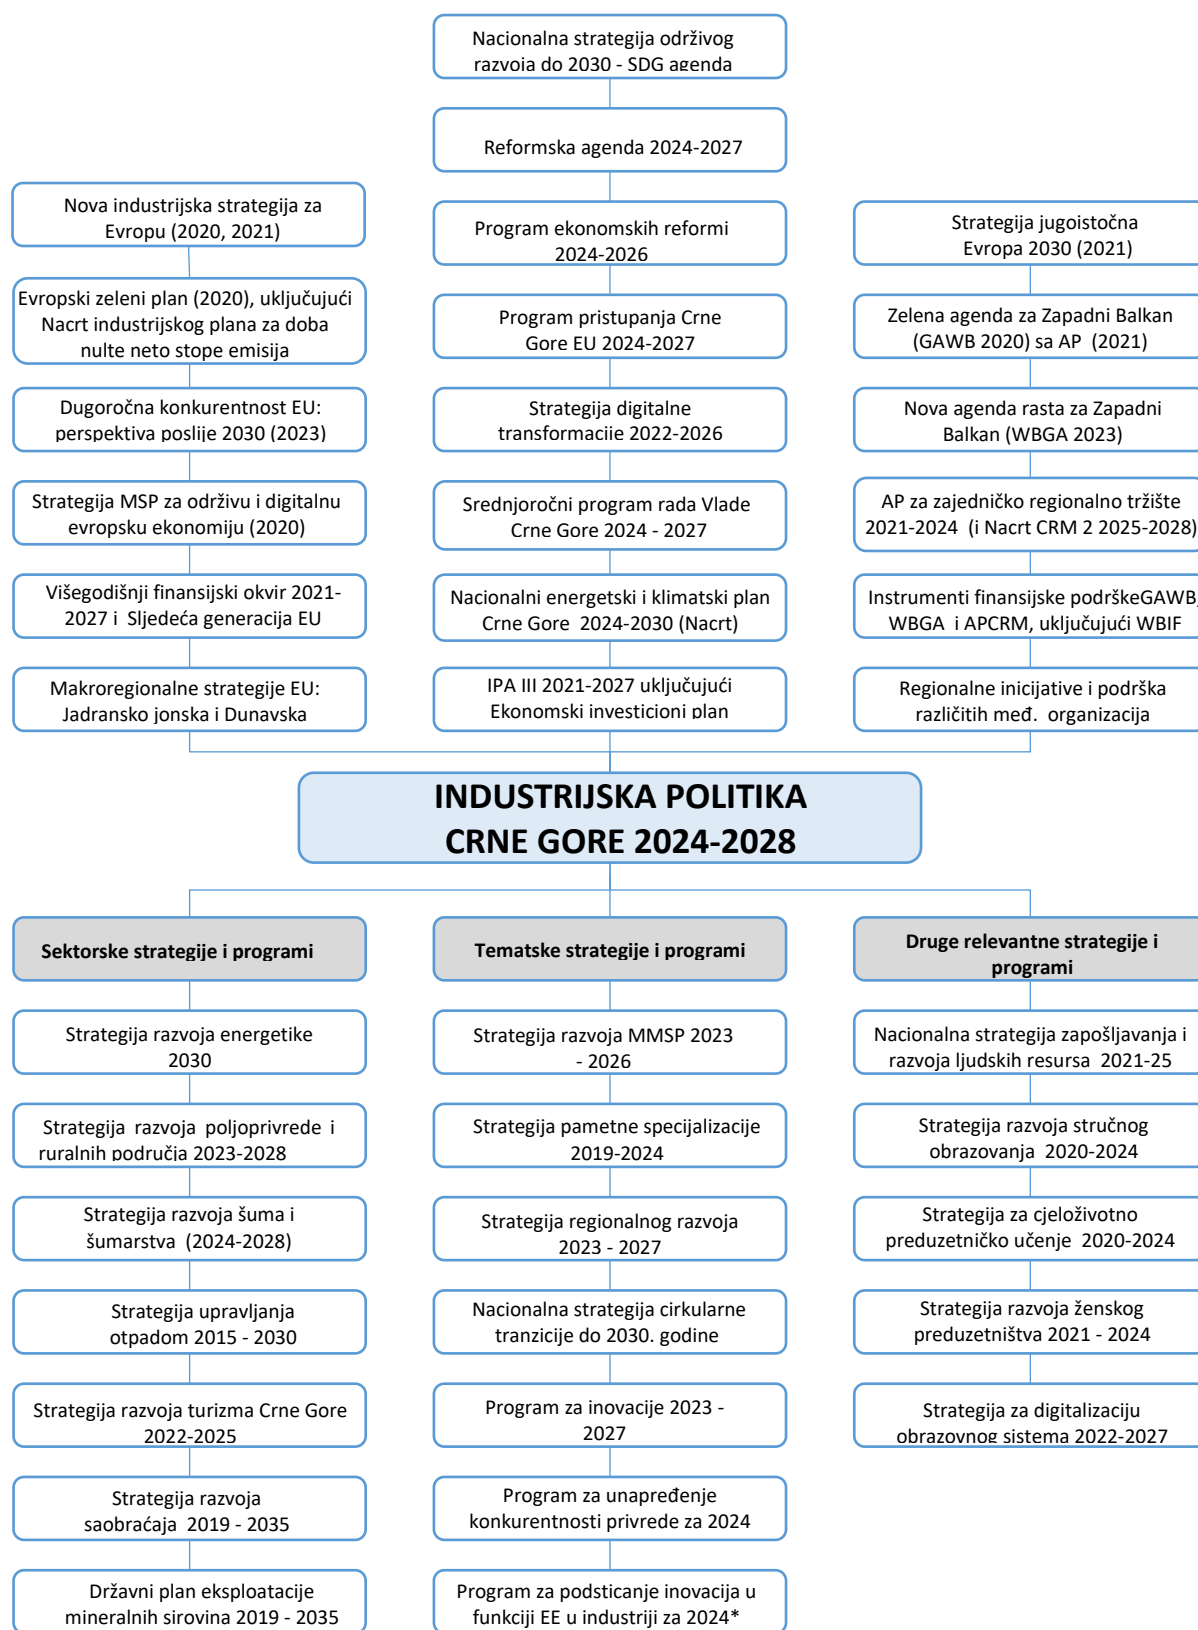 Nacionalna strategija održivog
razvoja do 2030 - SDG agenda
Reformska agenda 2024-2027
Program ekonomskih reformi
2024-2026
Program pristupanja Crne
Gore EU 2024-2027
Strategija digitalne
transformacije 2022-2026
Srednjoročni program rada Vlade
Crne Gore 2024 - 2027
Nacionalni energetski i klimatski plan
Crne Gore 2024-2030 (Nacrt)
IPA III 2021-2027 uključujući
Ekonomski investicioni plan
Nova industrijska strategija za
Evropu (2020, 2021)
Evropski zeleni plan (2020), uključujući
Nacrt industrijskog plana za doba
nulte neto stope emisija
Dugoročna konkurentnost EU:
perspektiva poslije 2030 (2023)
Strategija MSP za održivu i digitalnu
evropsku ekonomiju (2020)
Višegodišnji finansijski okvir 2021-
2027 i Sljedeća generacija EU
Makroregionalne strategije EU:
Jadransko jonska i Dunavska
Strategija jugoistočna
Evropa 2030 (2021)
Zelena agenda za Zapadni Balkan
(GAWB 2020) sa AP (2021)
Nova agenda rasta za Zapadni
Balkan (WBGA 2023)
AP za zajedničko regionalno tržište
2021-2024 (i Nacrt CRM 2 2025-2028)
Instrumenti finansijske podrškeGAWB,
WBGA i APCRM, uključujući WBIF
Regionalne inicijative i podrška
različitih međ. organizacija
INDUSTRIJSKA POLITIKA
CRNE GORE 2024-2028
Sektorske strategije i programi
Strategija razvoja energetike
2030
Strategija razvoja poljoprivrede i
ruralnih područja 2023-2028
Strategija razvoja šuma i
šumarstva (2024-2028)
Strategija upravljanja
otpadom 2015 - 2030
Strategija razvoja turizma Crne Gore
2022-2025
Strategija razvoja
saobraćaja 2019 - 2035
Državni plan eksploatacije
mineralnih sirovina 2019 - 2035
Tematske strategije i programi
Strategija razvoja MMSP 2023
- 2026
Strategija pametne specijalizacije
2019-2024
Strategija regionalnog razvoja
2023 - 2027
Nacionalna strategija cirkularne
tranzicije do 2030. godine
Program za inovacije 2023 -
2027
Program za unapređenje
konkurentnosti privrede za 2024
Program za podsticanje inovacija u
funkciji EE u industriji za 2024*
Druge relevantne strategije i
programi
Nacionalna strategija zapošljavanja i
razvoja ljudskih resursa 2021-25
Strategija razvoja stručnog
obrazovanja 2020-2024
Strategija za cjeloživotno
preduzetničko učenje 2020-2024
Strategija razvoja ženskog
preduzetništva 2021 - 2024
Strategija za digitalizaciju
obrazovnog sistema 2022-2027